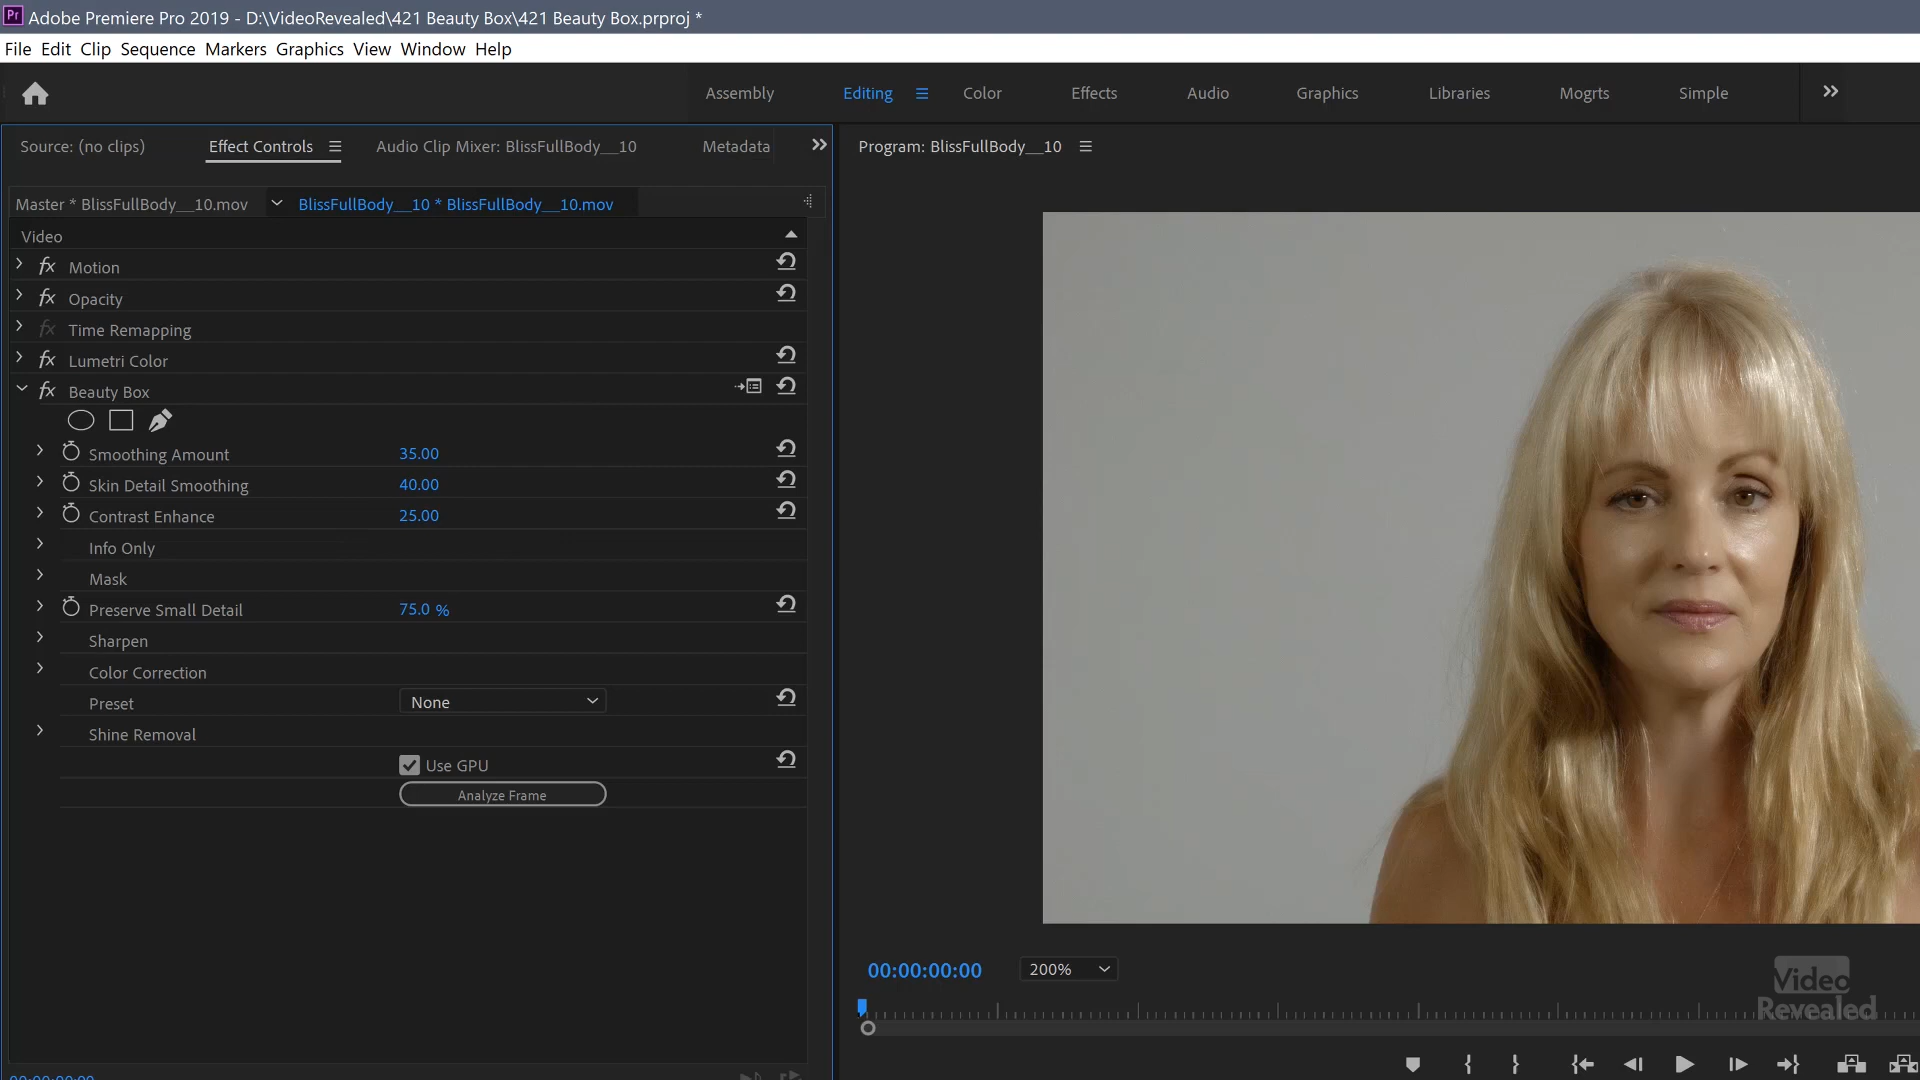 Pr Adobe Premiere Pro 2019 - D:\VideoRevealed\421 Beauty Box\421 Beauty Box.prproj *
File Edit Clip Sequence Markers Graphics View Window Help
Assembly Editing Color Effects Audio Graphics Libraries Mogrts Simple
Source: (no clips) Effect Controls Audio Clip Mixer: BlissFullBody__10 Metadata
Program: BlissFullBody__10
Master * BlissFullBody__10.mov BlissFullBody__10 * BlissFullBody__10.mov
Video
fx Motion
fx Opacity
fx Time Remapping
fx Lumetri Color
fx Beauty Box
Smoothing Amount 35.00
Skin Detail Smoothing 40.00
Contrast Enhance 25.00
Info Only
Mask
Preserve Small Detail 75.0 %
Sharpen
Color Correction
Preset None
Shine Removal
Use GPU
Analyze Frame
00:00:00:00 200%
Video
Revealed